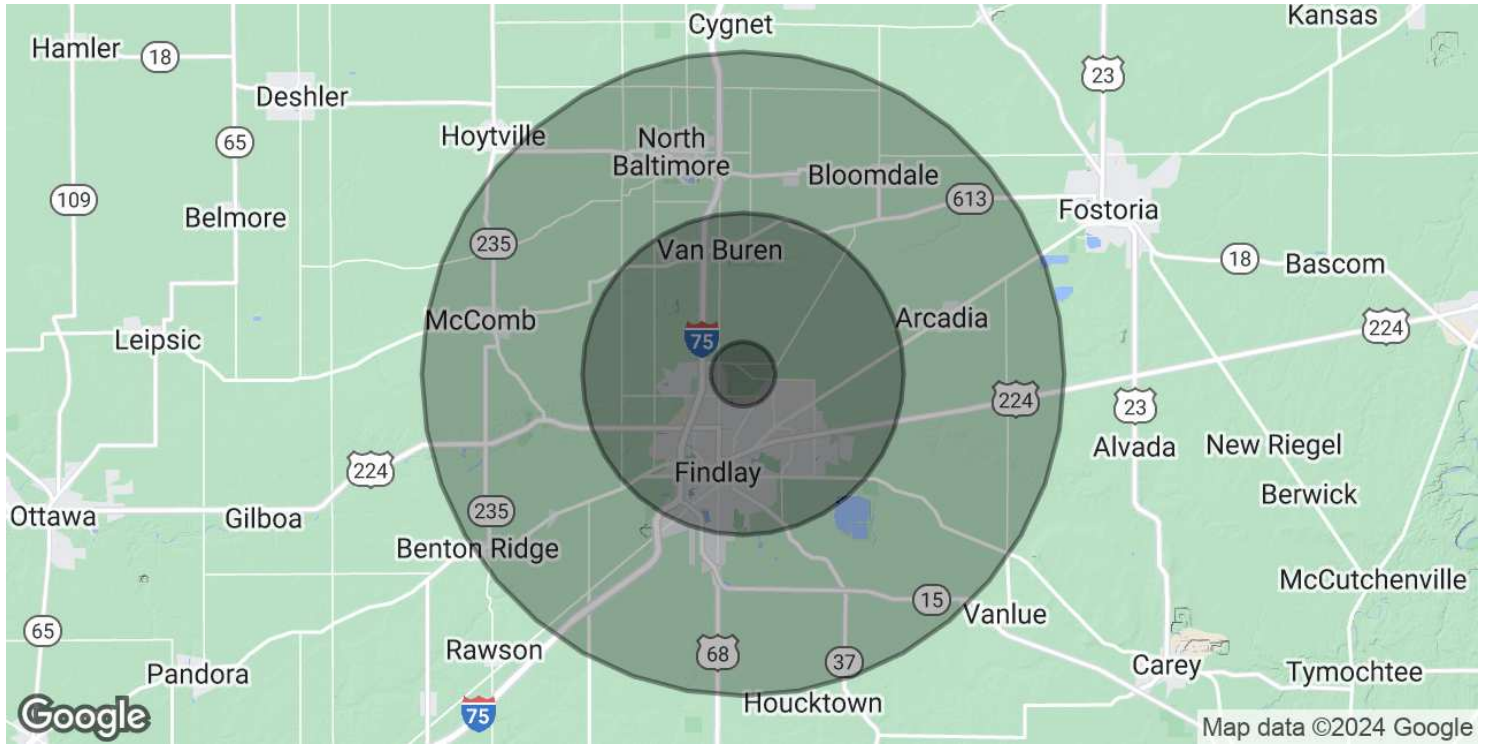 Cygnet
Kansas
Hamler
18
23
Deshler
Hoytville
North
Baltimore
65
Bloomdale
109
613
Fostoria
Belmore
235
Van Buren
18
Bascom
McComb
Arcadia
224
Leipsic
75
224
23
Alvada
New Riegel
224
Findlay
Berwick
Ottawa
Gilboa
235
Benton Ridge
McCutchenville
15
Vanlue
65
Rawson
68
37
Carey
Tymochtee
Pandora
Houcktown
75
Google
Map data ©2024 Google